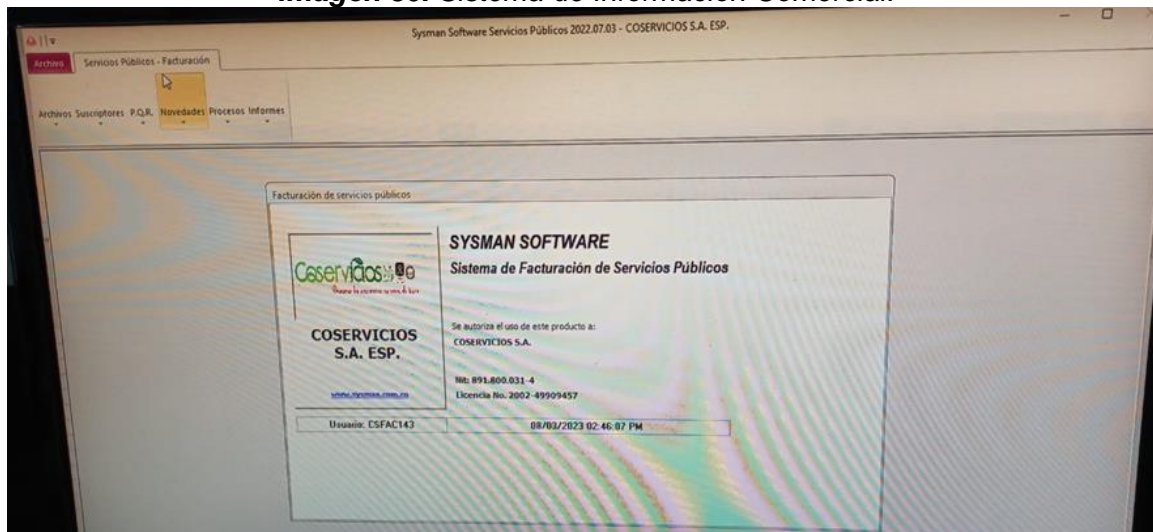 Sistema de Información Comercial.
Sysman Software Servicios Públicos 2022.07.03 - COSERVICIOS S.A. ESP.
Archivo Servicios Públicos - Facturación
Archivos Suscriptores P.Q.R. Novedades Procesos Informes
Facturación de servicios públicos
SYSMAN SOFTWARE
Sistema de Facturación de Servicios Públicos
Coservicios
COSERVICIOS
S.A. ESP.
www.sysman.com.co
Se autoriza el uso de este producto a:
COSERVICIOS S.A.
Nit: 891.800.031-4
Licencia No. 2002-49909457
Usuario: CSFAC143
08/03/2023 02:46:07 PM